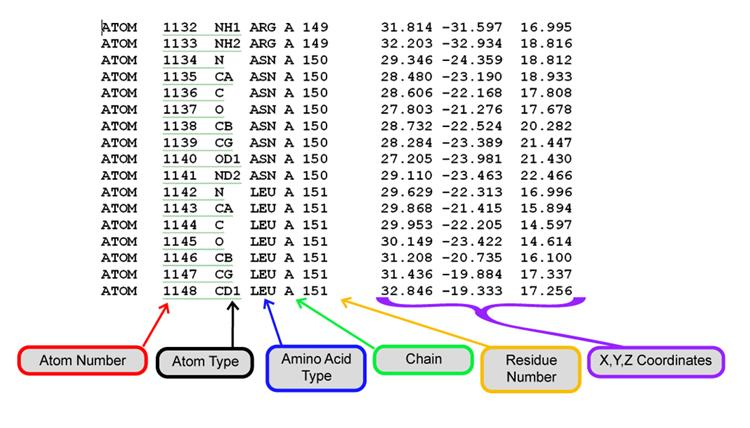 ATOM 1132 NH1 ARG A 149 31.814 -31.597 16.995
ATOM 1133 NH2 ARG A 149 32.203 -32.934 18.816
ATOM 1134 N ASN A 150 29.346 -24.359 18.812
ATOM 1135 CA ASN A 150 28.480 -23.190 18.933
ATOM 1136 C ASN A 150 28.606 -22.168 17.808
ATOM 1137 O ASN A 150 27.803 -21.276 17.678
ATOM 1138 CB ASN A 150 28.732 -22.524 20.282
ATOM 1139 CG ASN A 150 28.284 -23.389 21.447
ATOM 1140 OD1 ASN A 150 27.205 -23.981 21.430
ATOM 1141 ND2 ASN A 150 29.110 -23.463 22.466
ATOM 1142 N LEU A 151 29.629 -22.313 16.996
ATOM 1143 CA LEU A 151 29.868 -21.415 15.894
ATOM 1144 C LEU A 151 29.953 -22.205 14.597
ATOM 1145 O LEU A 151 30.149 -23.422 14.614
ATOM 1146 CB LEU A 151 31.208 -20.735 16.100
ATOM 1147 CG LEU A 151 31.436 -19.884 17.337
ATOM 1148 CD1 LEU A 151 32.846 -19.333 17.256
Atom Number
Atom Type
Amino Acid
Type
Chain
Residue
Number
X,Y,Z Coordinates